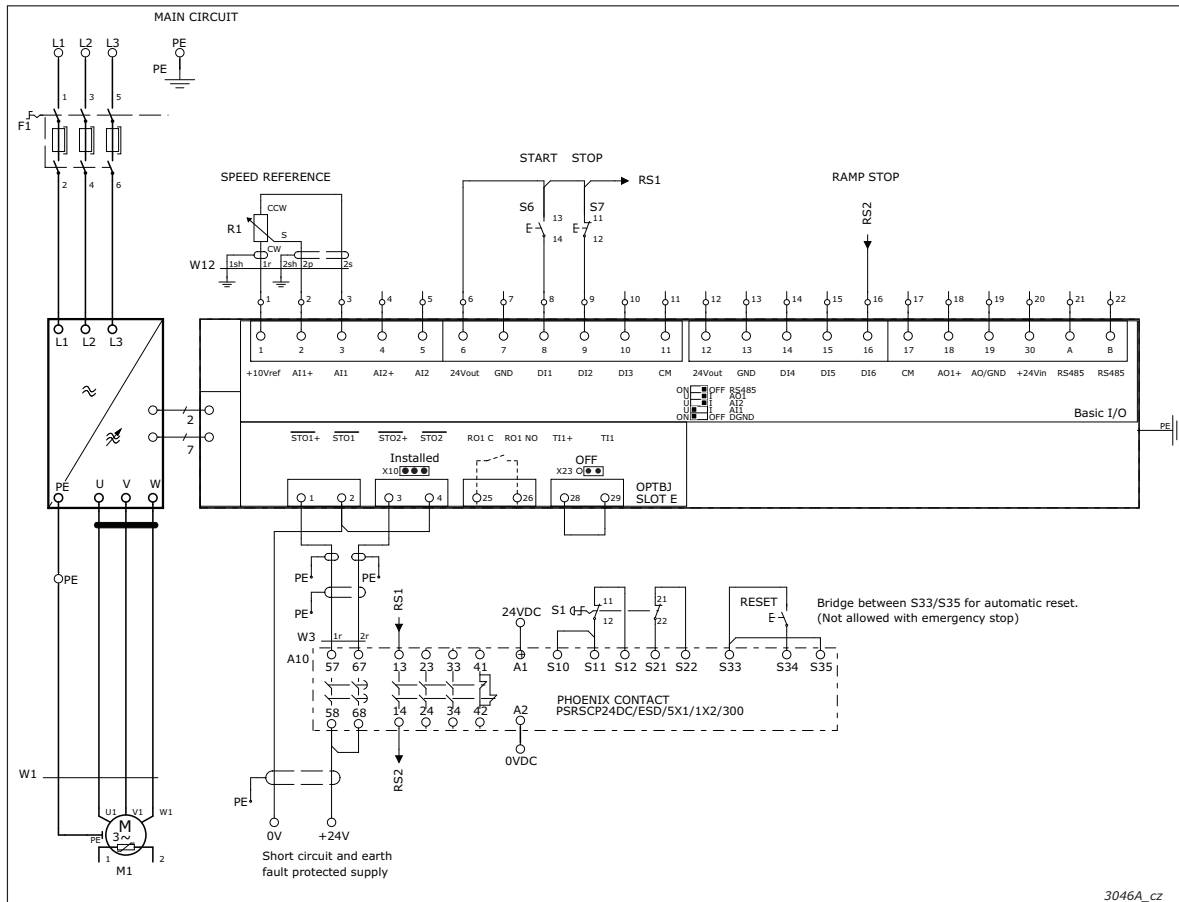 MAIN CIRCUIT
L1 L2 L3 PE
PE
1 3 5
F1
2 4 6
SPEED REFERENCE
START STOP
RS1
RAMP STOP
RS2
CCW
R1
S
CW
S6 13 14
S7 11 12
W12 1sh 1r 2sh 2p 2s
1 2 3 4 5 6 7 8 9 10 11 12 13 14 15 16 17 18 19 20 21 22
L1 L2 L3
1 2 3 4 5 6 7 8 9 10 11 12 13 14 15 16 17 18 19 30 A B
+10Vref AI1+ AI1 AI2+ AI2 24Vout GND DI1 DI2 DI3 CM 24Vout GND DI4 DI5 DI6 CM AO1+ AO/GND +24Vin RS485 RS485
ON OFF RS485
U I AO1
U I AI2
U I AI1
ON OFF DGND
Basic I/O
2
7
PE
STO1+ STO1 STO2+ STO2 RO1 C RO1 NO TI1+ TI1
Installed
X10
OFF
X23
PE U V W
1 2 3 4 25 26 28 29
OPTBJ
SLOT E
PE
PE PE
PE
RS1
24VDC
S1 11 12 21 22
RESET
Bridge between S33/S35 for automatic reset.
(Not allowed with emergency stop)
W3 1r 2r
A10
57 67 13 23 33 41 A1 S10 S11 S12 S21 S22 S33 S34 S35
PHOENIX CONTACT
PSRSCP24DC/ESD/5X1/1X2/300
58 68 14 24 34 42 A2
RS2
0VDC
W1
PE
U1 V1 W1
M
3~
PE
1 2
M1
0V +24V
Short circuit and earth
fault protected supply
3046A_cz